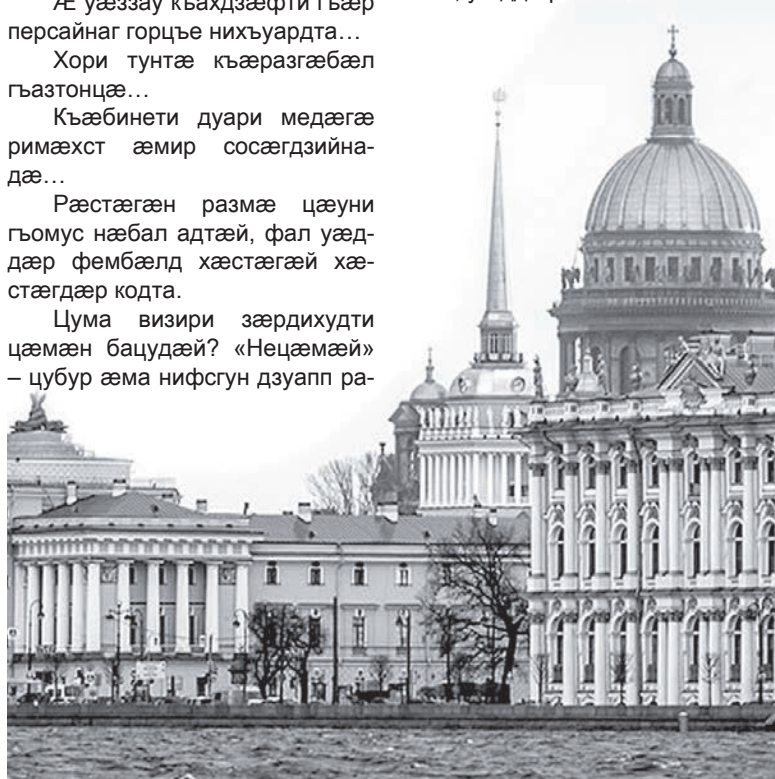 Æ уæззау къахдзæфти гъæр
персайнаг горцъе нихъуардта…
Хори тунтæ къæразгæбæл
гъазтонцæ…
Къæбинети дуари медæгæ
римæхст æмир сосæгдзийна-
дæ…
Рæстæгæн размæ цæуни
гъомус нæбал адтæй, фал уæд-
дæр фембæлд хæстæгæй хæ-
стæгдæр кодта.
Цума визири зæрдихудти
цæмæн бацудæй? «Нецæмæй»
– цубур æма нифсгун дзуапп ра-